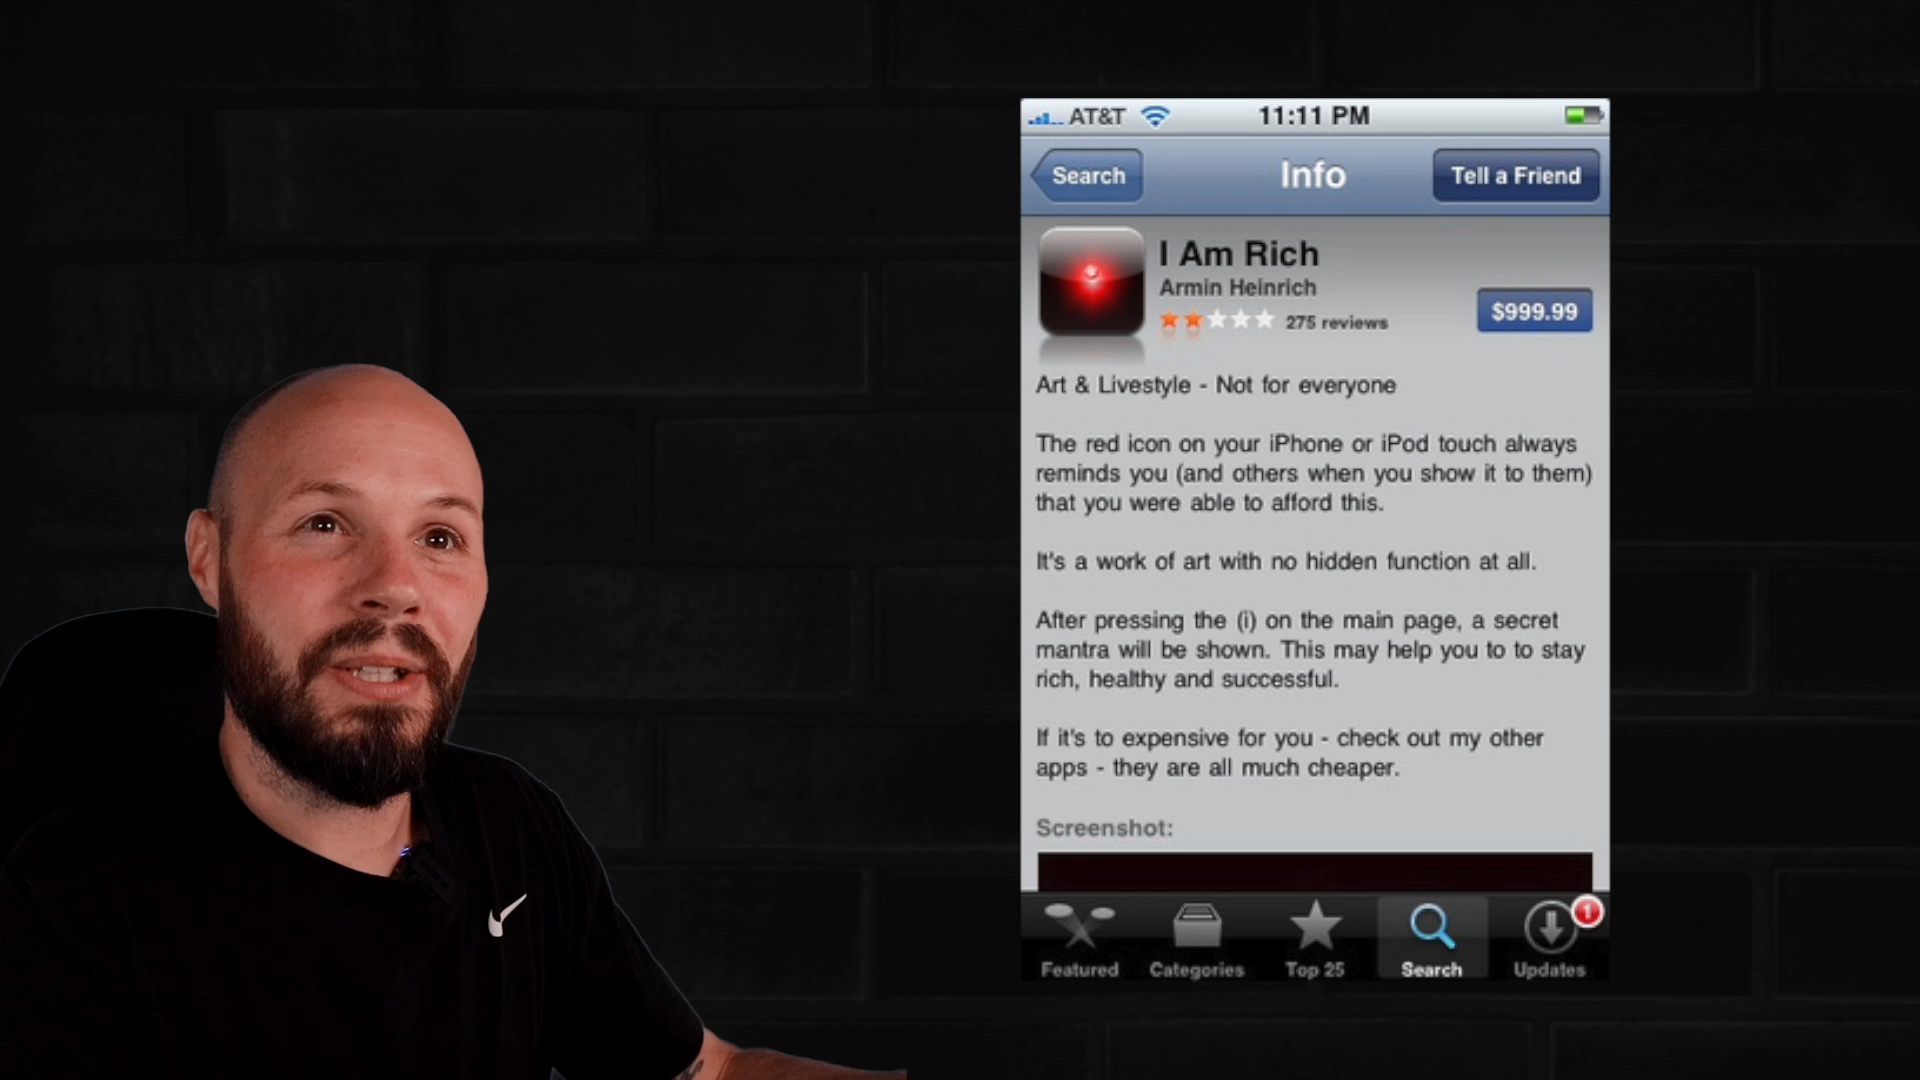 AT&T 11:11 PM
Search Info Tell a Friend
I Am Rich
Armin Heinrich
275 reviews
$999.99
Art & Livestyle - Not for everyone
The red icon on your iPhone or iPod touch always
reminds you (and others when you show it to them)
that you were able to afford this.
It's a work of art with no hidden function at all.
After pressing the (i) on the main page, a secret
mantra will be shown. This may help you to to stay
rich, healthy and successful.
If it's to expensive for you - check out my other
apps - they are all much cheaper.
Screenshot:
1
Featured Categories Top 25 Search Updates